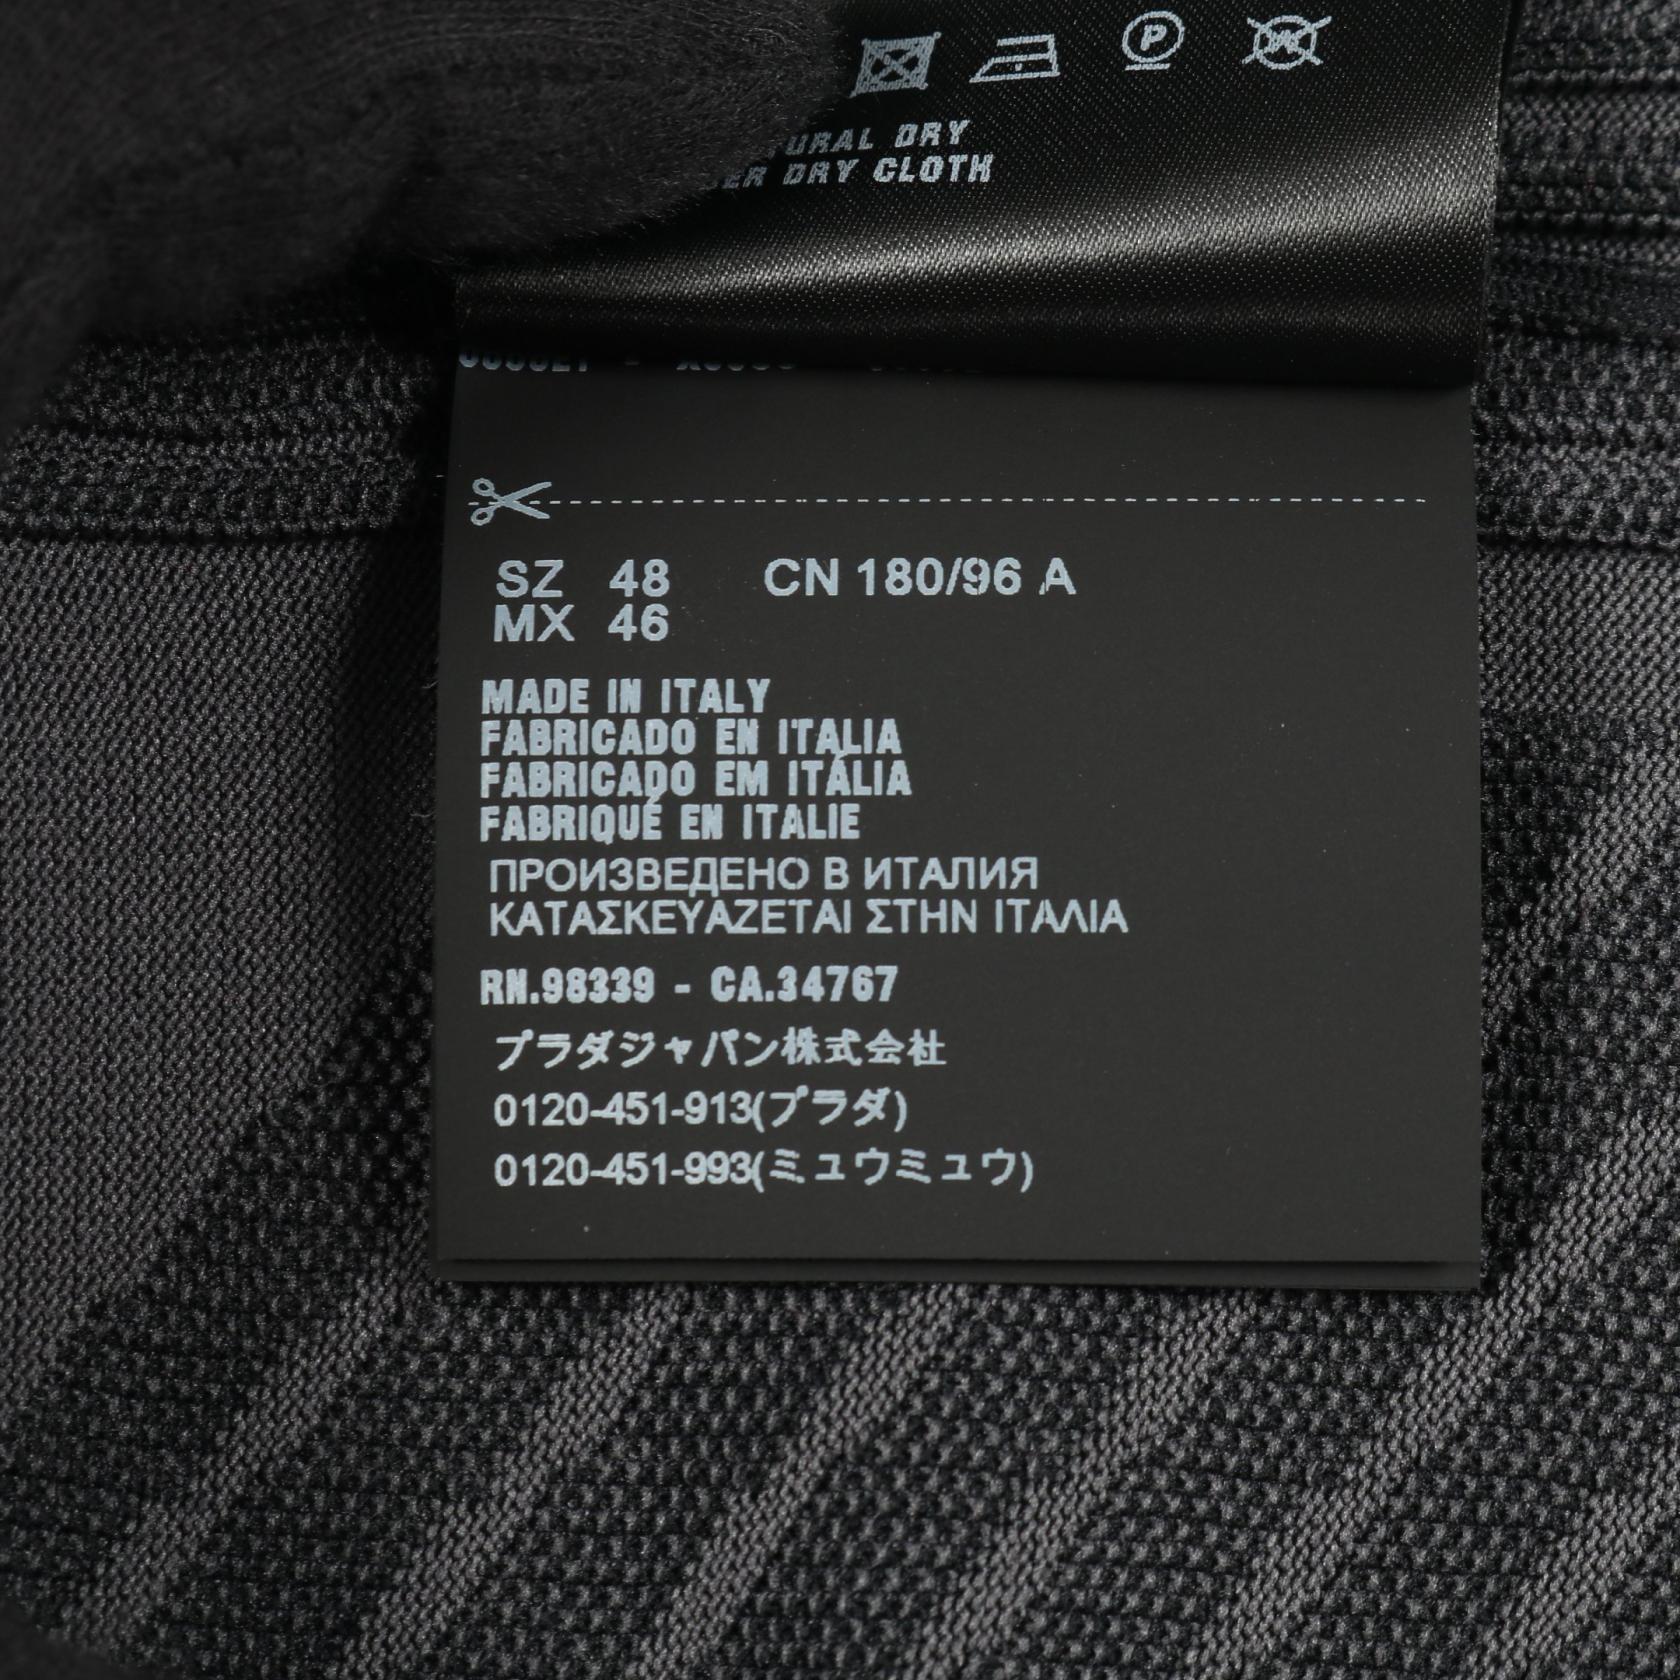 P
DRY
DRY CLOTH
SZ 48 CN 180/96 A
MX 46
MADE IN ITALY
FABRICADO EN ITALIA
FABRICADO EM ITÁLIA
FABRIQUÉ EN ITALIE
ПРОИЗВЕДЕНО В ИТАЛИЯ
ΚΑΤΑΣΚΕΥΑΖΕΤΑΙ ΣΤΗΝ ΙΤΑΛΙΑ
RN.98339 - CA.34767
プラダジャパン株式会社
0120-451-913(プラダ)
0120-451-993(ミュウミュウ)